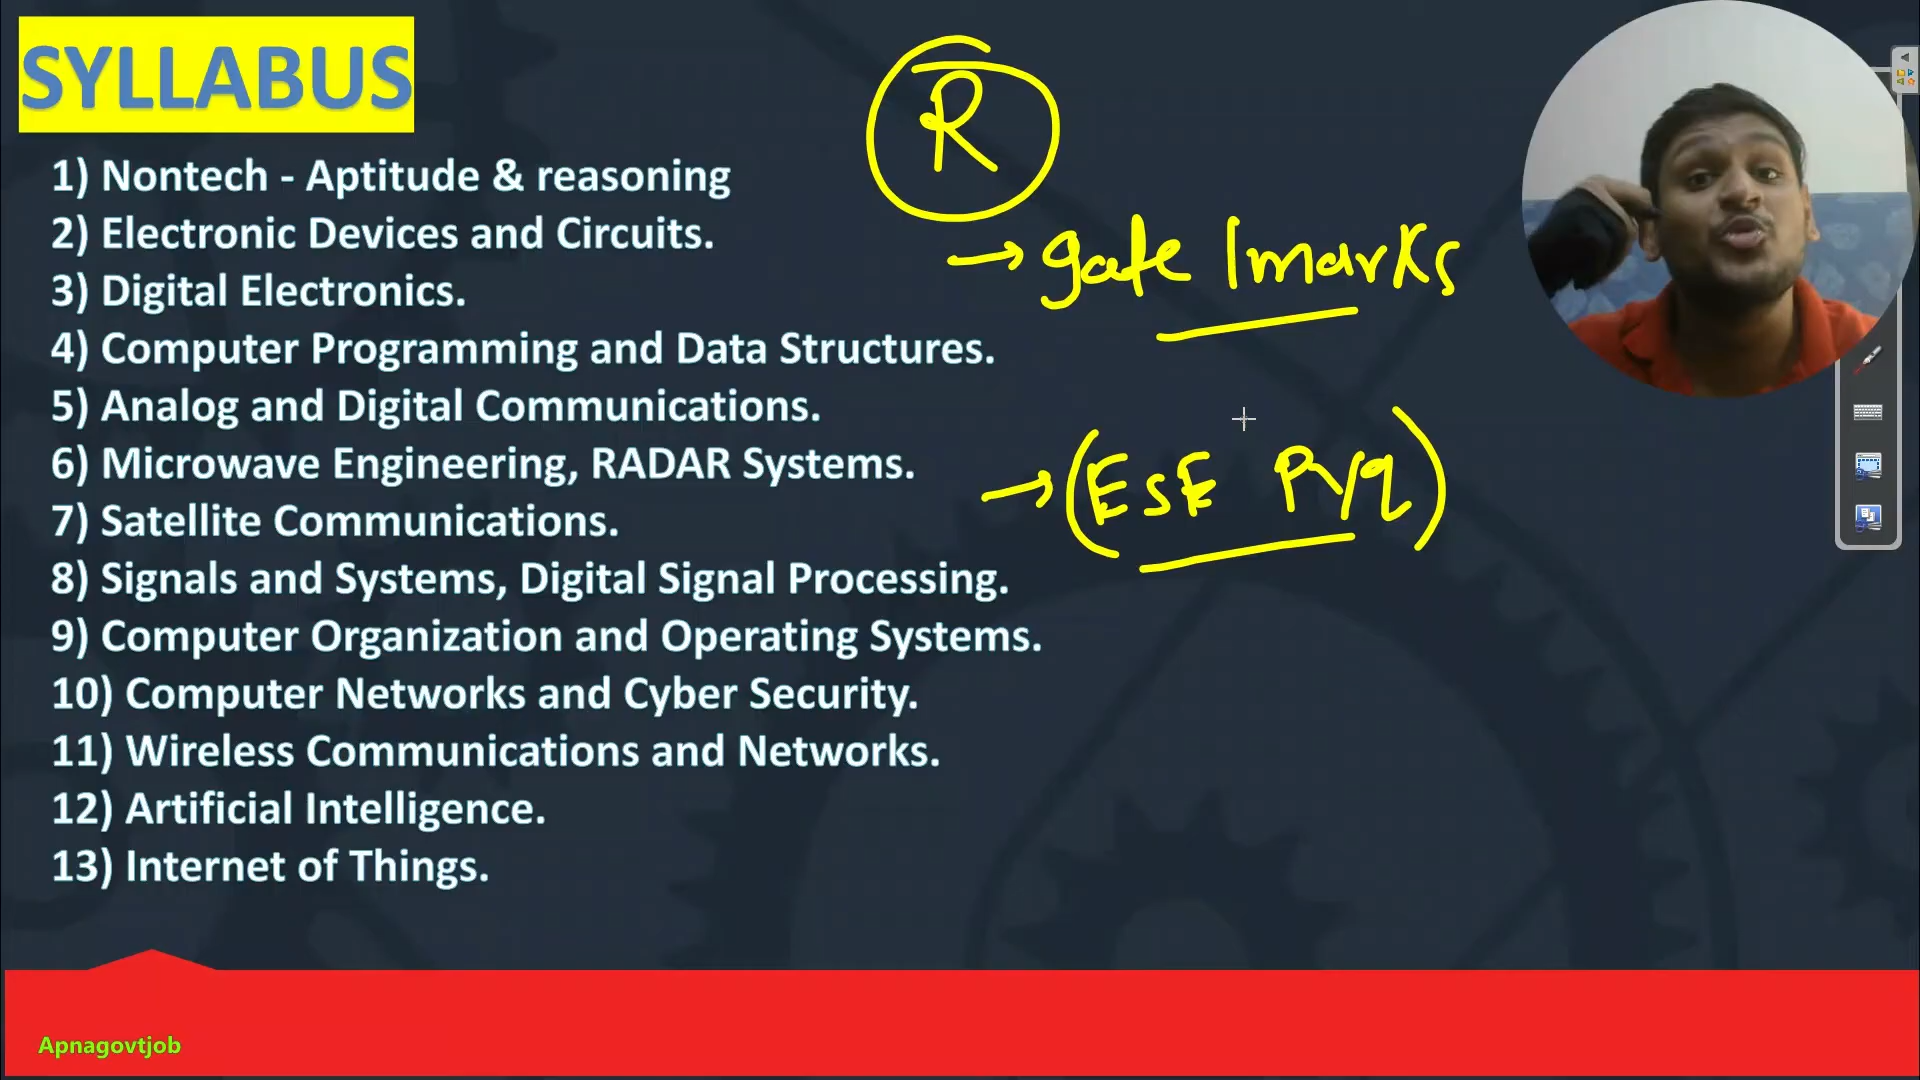 SYLLABUS
1) Nontech - Aptitude & reasoning
2) Electronic Devices and Circuits.
3) Digital Electronics.
4) Computer Programming and Data Structures.
5) Analog and Digital Communications.
6) Microwave Engineering, RADAR Systems.
7) Satellite Communications.
8) Signals and Systems, Digital Signal Processing.
9) Computer Organization and Operating Systems.
10) Computer Networks and Cyber Security.
11) Wireless Communications and Networks.
12) Artificial Intelligence.
13) Internet of Things.
R
→ gate 1marks
→ (ESE Pyq)
Apnagovtjob